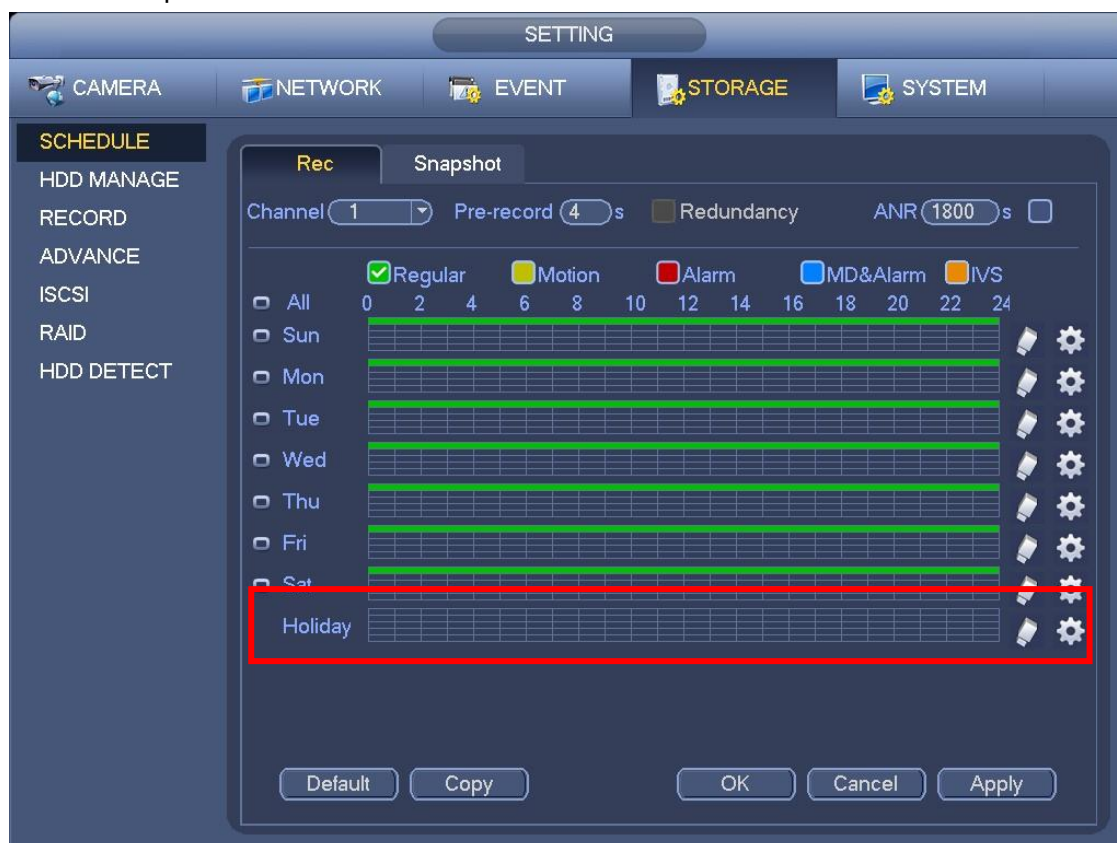 SETTING
CAMERA NETWORK EVENT STORAGE SYSTEM
SCHEDULE
HDD MANAGE
RECORD
ADVANCE
ISCSI
RAID
HDD DETECT
Rec Snapshot
Channel 1 Pre-record 4 s Redundancy ANR 1800 s
Regular Motion Alarm MD&Alarm IVS
All 0 2 4 6 8 10 12 14 16 18 20 22 24
Sun
Mon
Tue
Wed
Thu
Fri
Sat
Holiday
Default Copy OK Cancel Apply